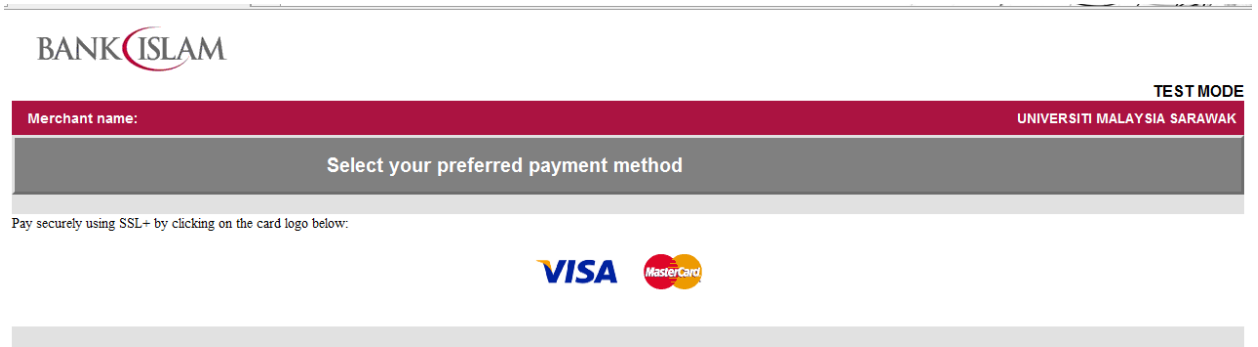 BANK ISLAM
TEST MODE
Merchant name: UNIVERSITI MALAYSIA SARAWAK
Select your preferred payment method
Pay securely using SSL+ by clicking on the card logo below:
VISA MasterCard